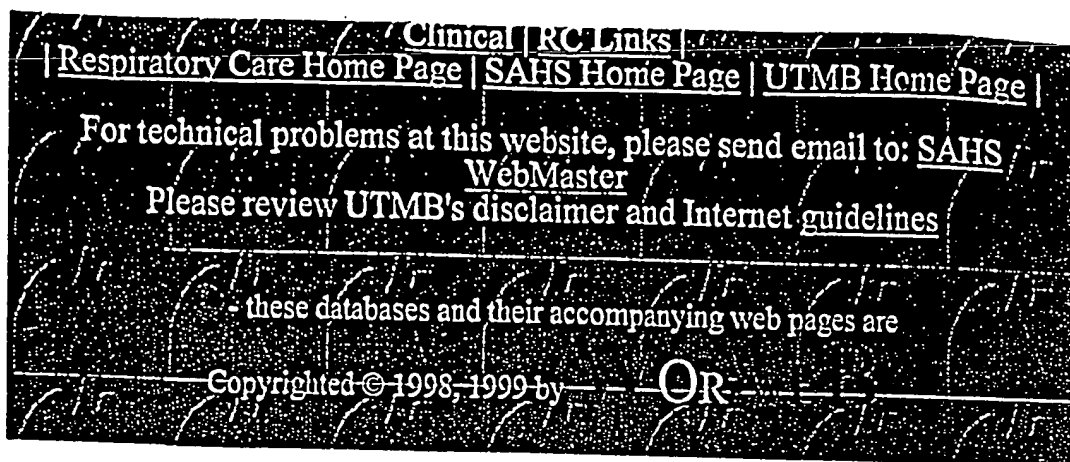 Clinical | RC Links |
| Respiratory Care Home Page | SAHS Home Page | UTMB Home Page |
For technical problems at this website, please send email to: SAHS
WebMaster
Please review UTMB's disclaimer and Internet guidelines
- these databases and their accompanying web pages are
Copyrighted © 1998, 1999 by OR